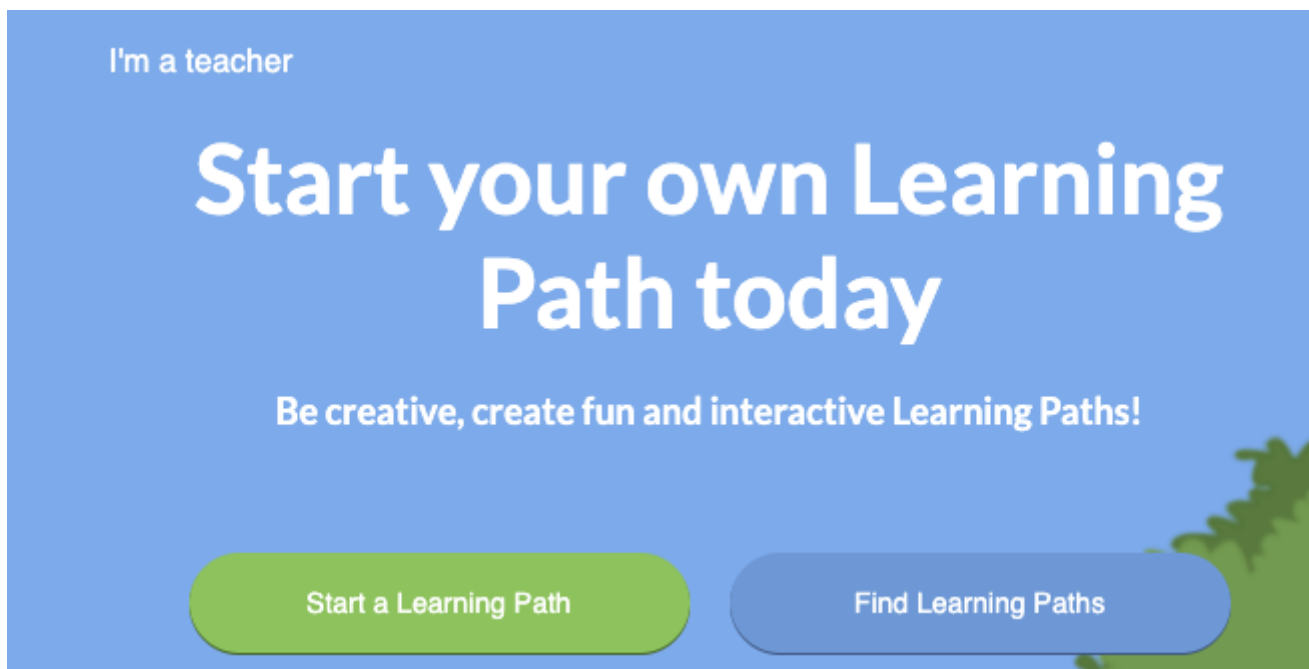 I'm a teacher
Start your own Learning
Path today
Be creative, create fun and interactive Learning Paths!
Start a Learning Path
Find Learning Paths